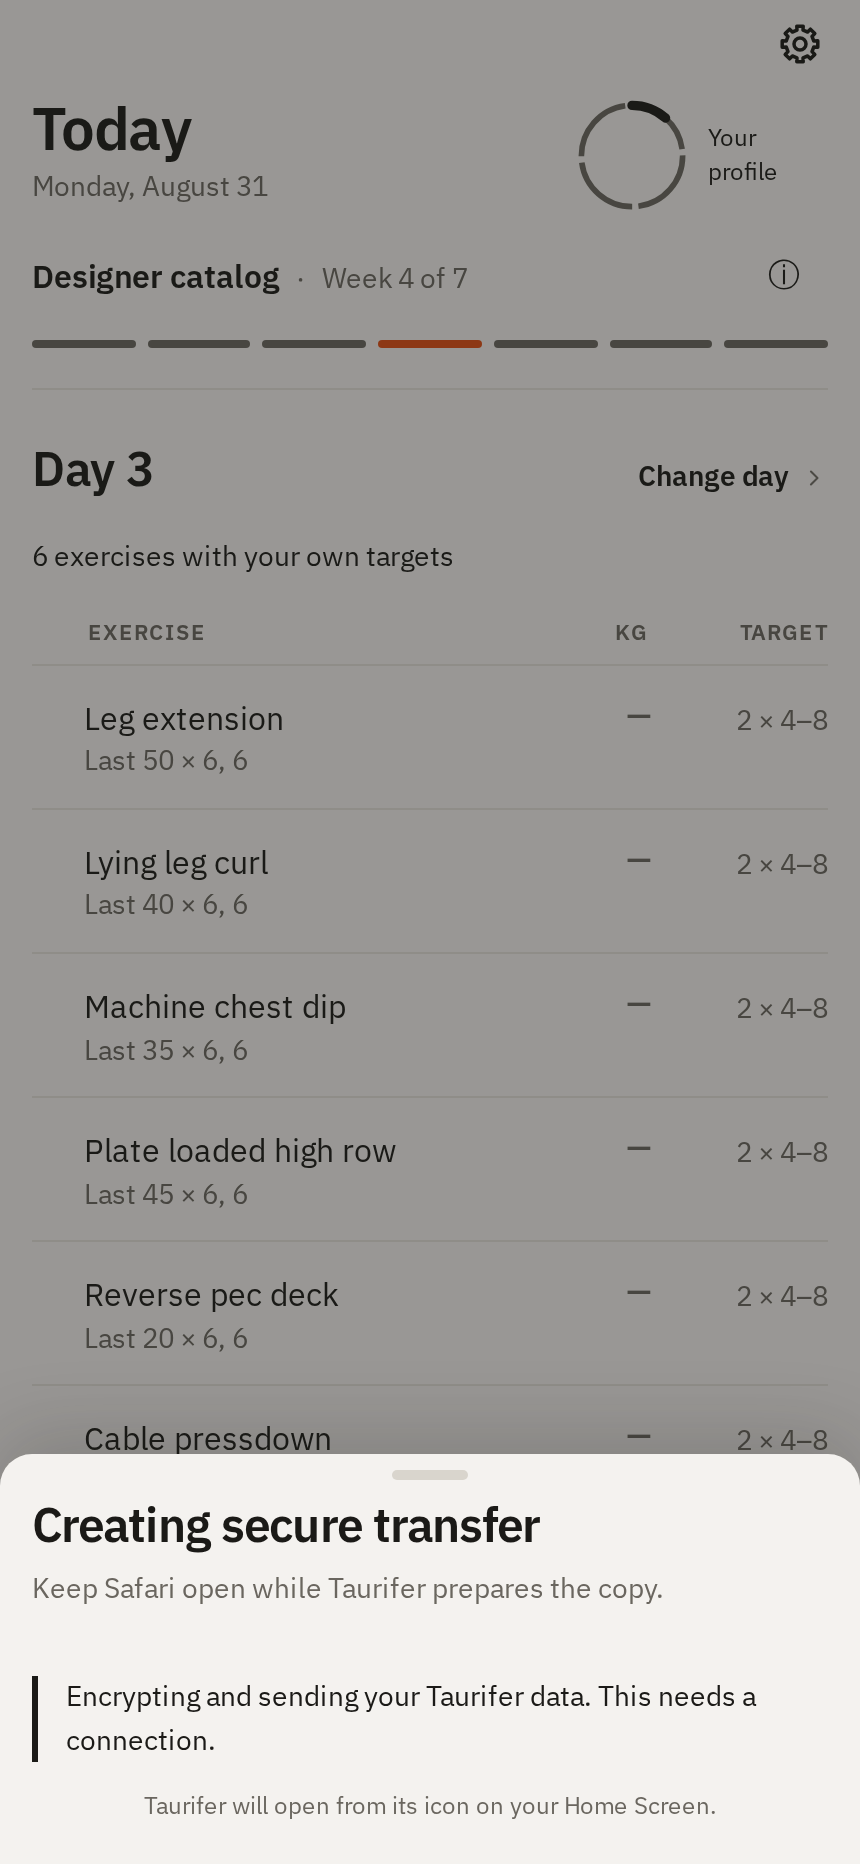 Today
Monday, August 31
Your
profile
Designer catalog · Week 4 of 7
Day 3
Change day
6 exercises with your own targets
EXERCISE KG TARGET
Leg extension — 2 × 4–8
Last 50 × 6, 6
Lying leg curl — 2 × 4–8
Last 40 × 6, 6
Machine chest dip — 2 × 4–8
Last 35 × 6, 6
Plate loaded high row — 2 × 4–8
Last 45 × 6, 6
Reverse pec deck — 2 × 4–8
Last 20 × 6, 6
Cable pressdown — 2 × 4–8
Creating secure transfer
Keep Safari open while Taurifer prepares the copy.
Encrypting and sending your Taurifer data. This needs a
connection.
Taurifer will open from its icon on your Home Screen.